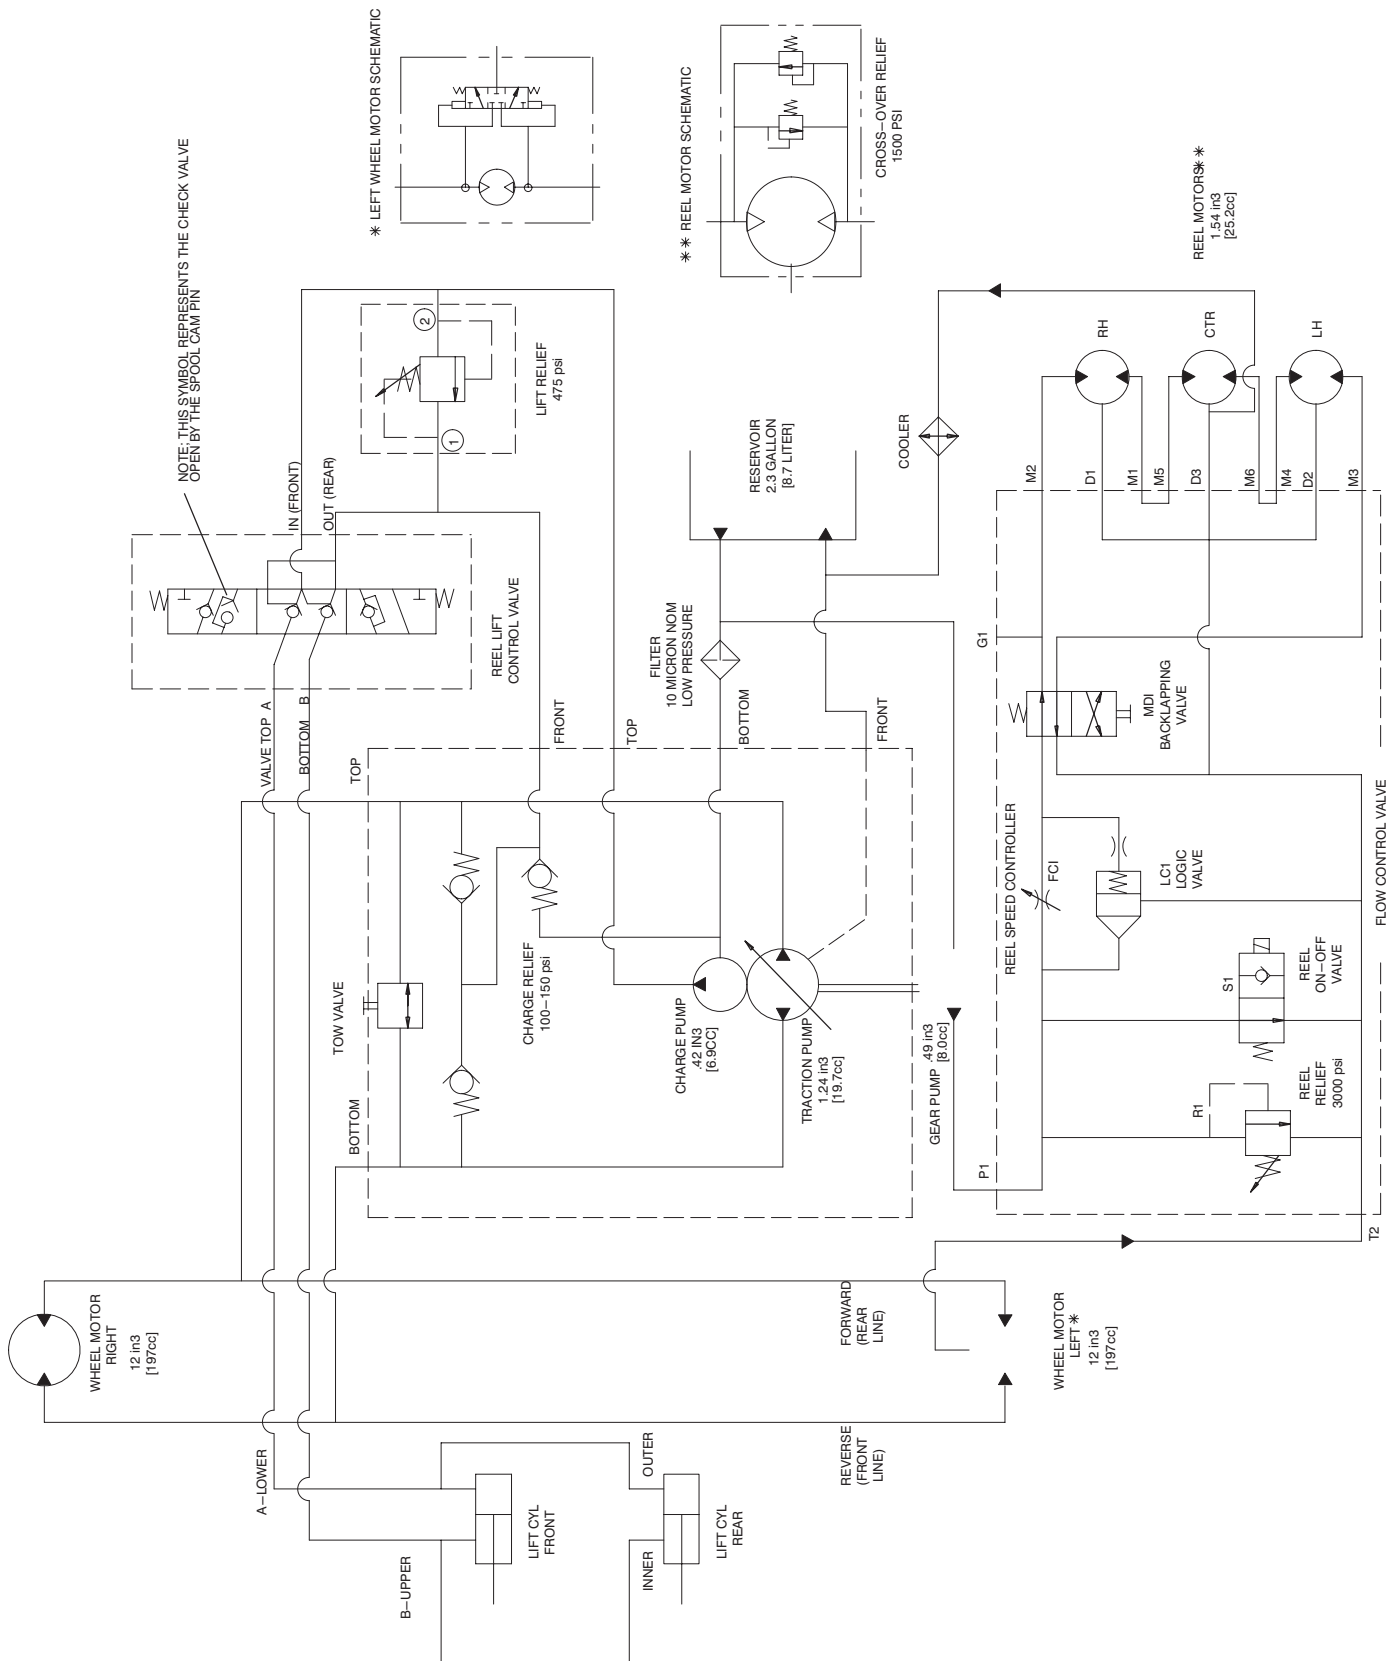 NOTE; THIS SYMBOL REPRESENTS THE CHECK VALVE
OPEN BY THE SPOOL CAM PIN
* LEFT WHEEL MOTOR SCHEMATIC
** REEL MOTOR SCHEMATIC
CROSS-OVER RELIEF
1500 PSI
IN (FRONT)
OUT (REAR)
2
1
LIFT RELIEF
475 psi
REEL LIFT
CONTROL VALVE
VALVE TOP A
BOTTOM B
TOP
FRONT
TOP
BOTTOM
FRONT
FILTER
10 MICRON NOM
LOW PRESSURE
RESERVOIR
2.3 GALLON
[8.7 LITER]
COOLER
REEL MOTORS**
1.54 in3
[25.2cc]
RH
CTR
LH
M2
D1
M1
M5
D3
M6
M4
D2
M3
G1
MDI
BACKLAPPING
VALVE
REEL SPEED CONTROLLER
FCI
LC1
LOGIC
VALVE
S1
REEL
ON-OFF
VALVE
R1
REEL
RELIEF
3000 psi
FLOW CONTROL VALVE
P1
T2
GEAR PUMP .49 in3
[8.0cc]
TOW VALVE
BOTTOM
CHARGE RELIEF
100-150 psi
CHARGE PUMP
.42 IN3
[6.9CC]
TRACTION PUMP
1.24 in3
[19.7cc]
WHEEL MOTOR
RIGHT
12 in3
[197cc]
FORWARD
(REAR
LINE)
REVERSE
(FRONT
LINE)
WHEEL MOTOR
LEFT *
12 in3
[197cc]
A-LOWER
B-UPPER
OUTER
INNER
LIFT CYL
FRONT
LIFT CYL
REAR